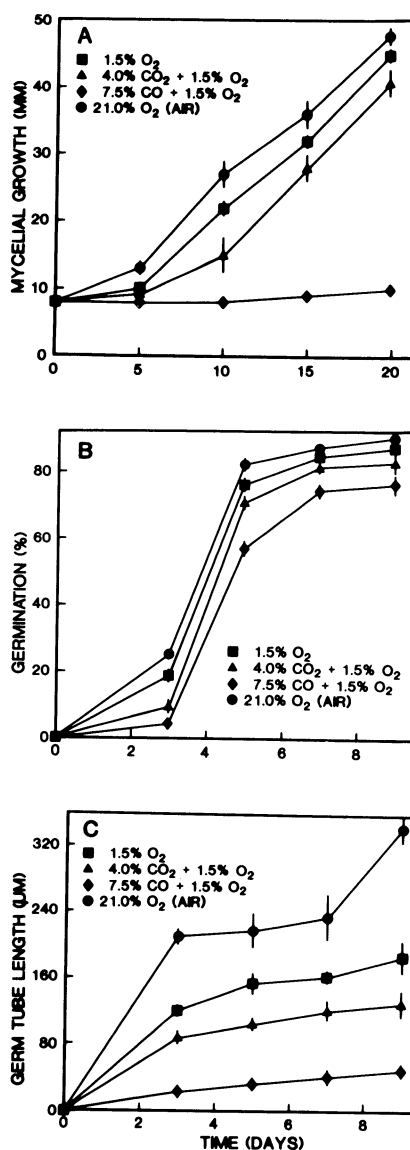 A
1.5% O₂
4.0% CO₂ + 1.5% O₂
7.5% CO + 1.5% O₂
21.0% O₂ (AIR)
MYCELIAL GROWTH (MM)
50
40
30
20
10
0
0 5 10 15 20
B
GERMINATION (%)
80
60
40
20
0
1.5% O₂
4.0% CO₂ + 1.5% O₂
7.5% CO + 1.5% O₂
21.0% O₂ (AIR)
0 2 4 6 8
C
1.5% O₂
4.0% CO₂ + 1.5% O₂
7.5% CO + 1.5% O₂
21.0% O₂ (AIR)
GERM TUBE LENGTH (µM)
320
240
160
80
0
0 2 4 6 8
TIME (DAYS)